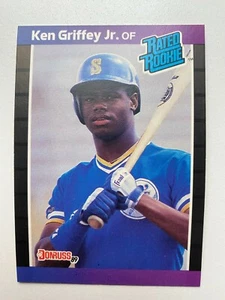 Ken Griffey Jr. OF
RATED
ROOKIE
S
DONRUSS
'89